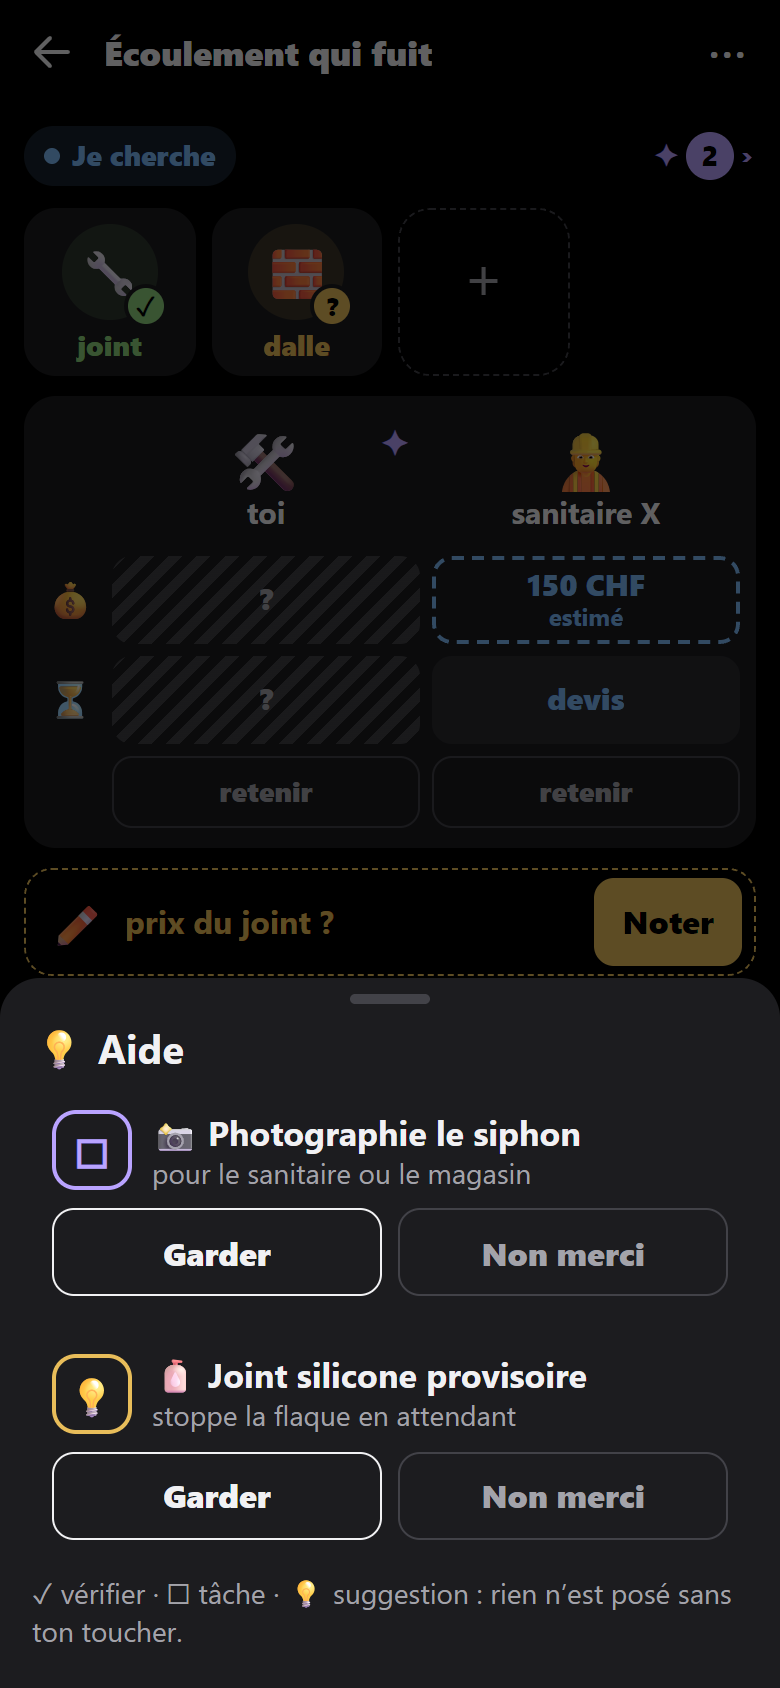 Écoulement qui fuit
Je cherche
2
joint
dalle
?
+
toi
sanitaire X
?
150 CHF
estimé
?
devis
retenir
retenir
prix du joint ?
Noter
Aide
Photographie le siphon
pour le sanitaire ou le magasin
Garder
Non merci
Joint silicone provisoire
stoppe la flaque en attendant
Garder
Non merci
✓ vérifier · ☐ tâche · 💡 suggestion : rien n’est posé sans
ton toucher.